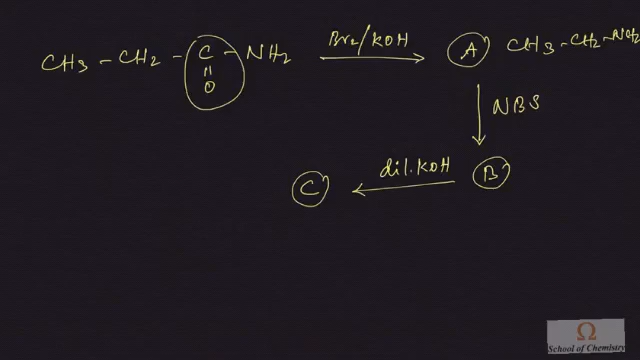 CH3 - CH2 - C - NH2 Br2/KOH A CH3 - CH2 - NH2
O
NBS
C dil. KOH B
Ω
School of Chemistry